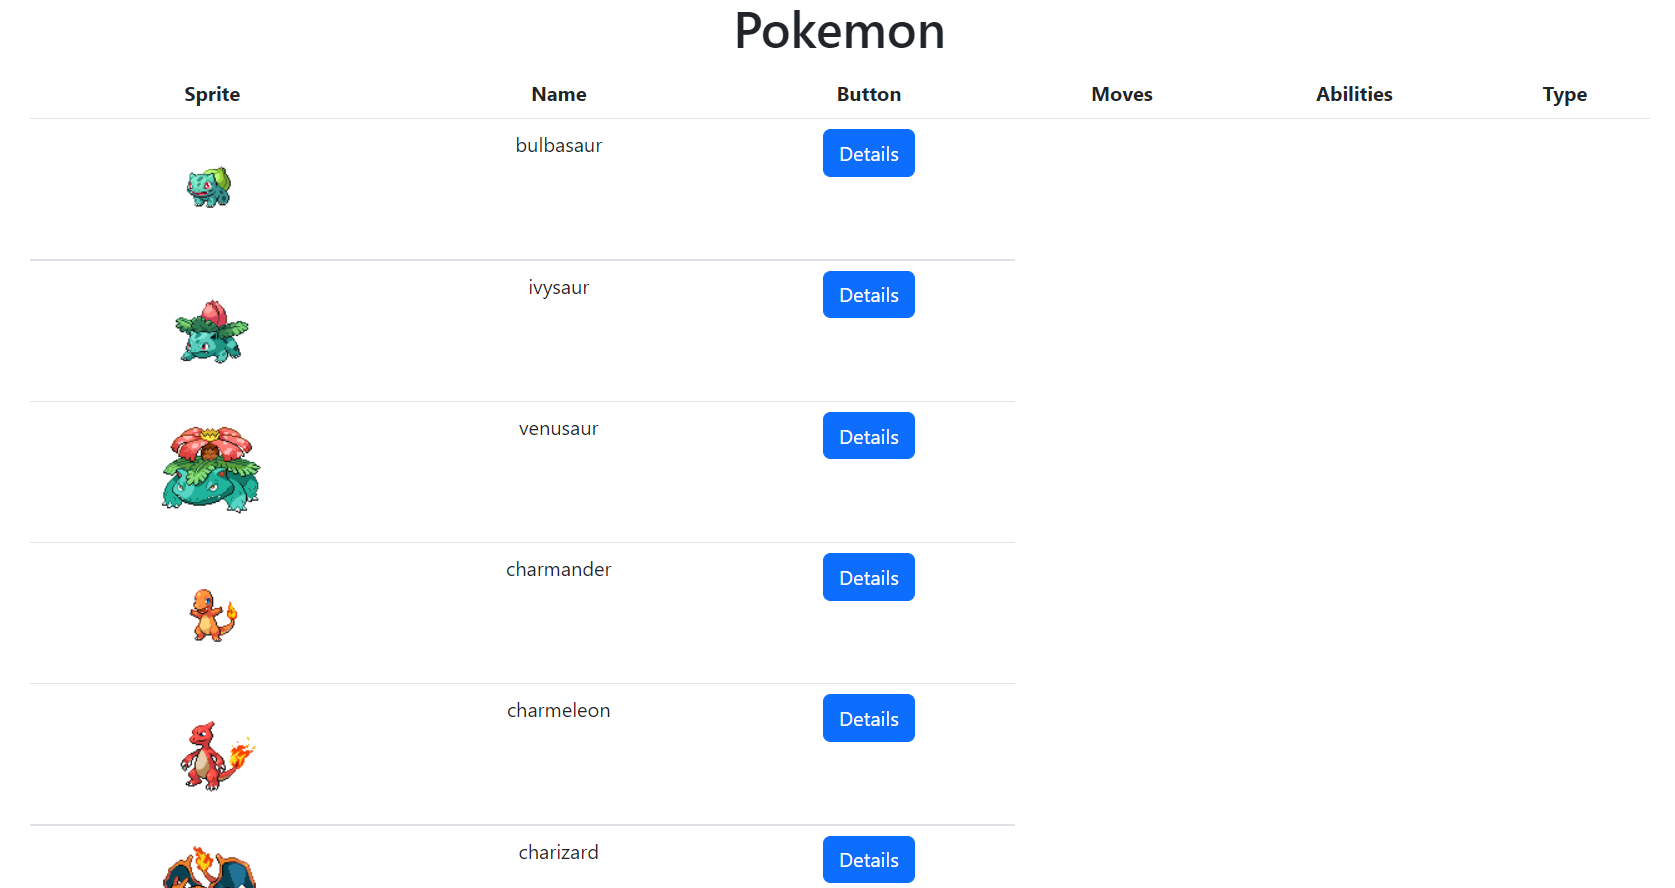 Pokemon
Sprite Name Button Moves Abilities Type
bulbasaur Details
ivysaur Details
venusaur Details
charmander Details
charmeleon Details
charizard Details